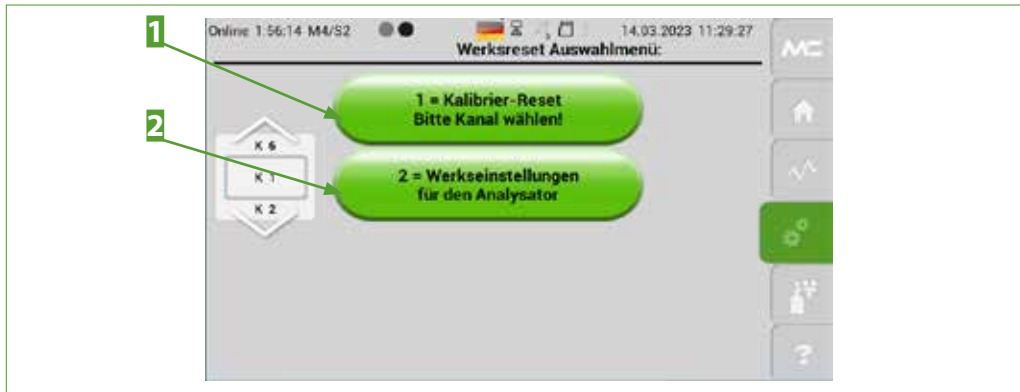 1
2
Online 1:56:14 M4/S2
14.03.2023 11:29:27
Werksreset Auswahlmenü:
MC
1 = Kalibrier-Reset
Bitte Kanal wählen!
K 6
K 1
K 2
2 = Werkseinstellungen
für den Analysator
?